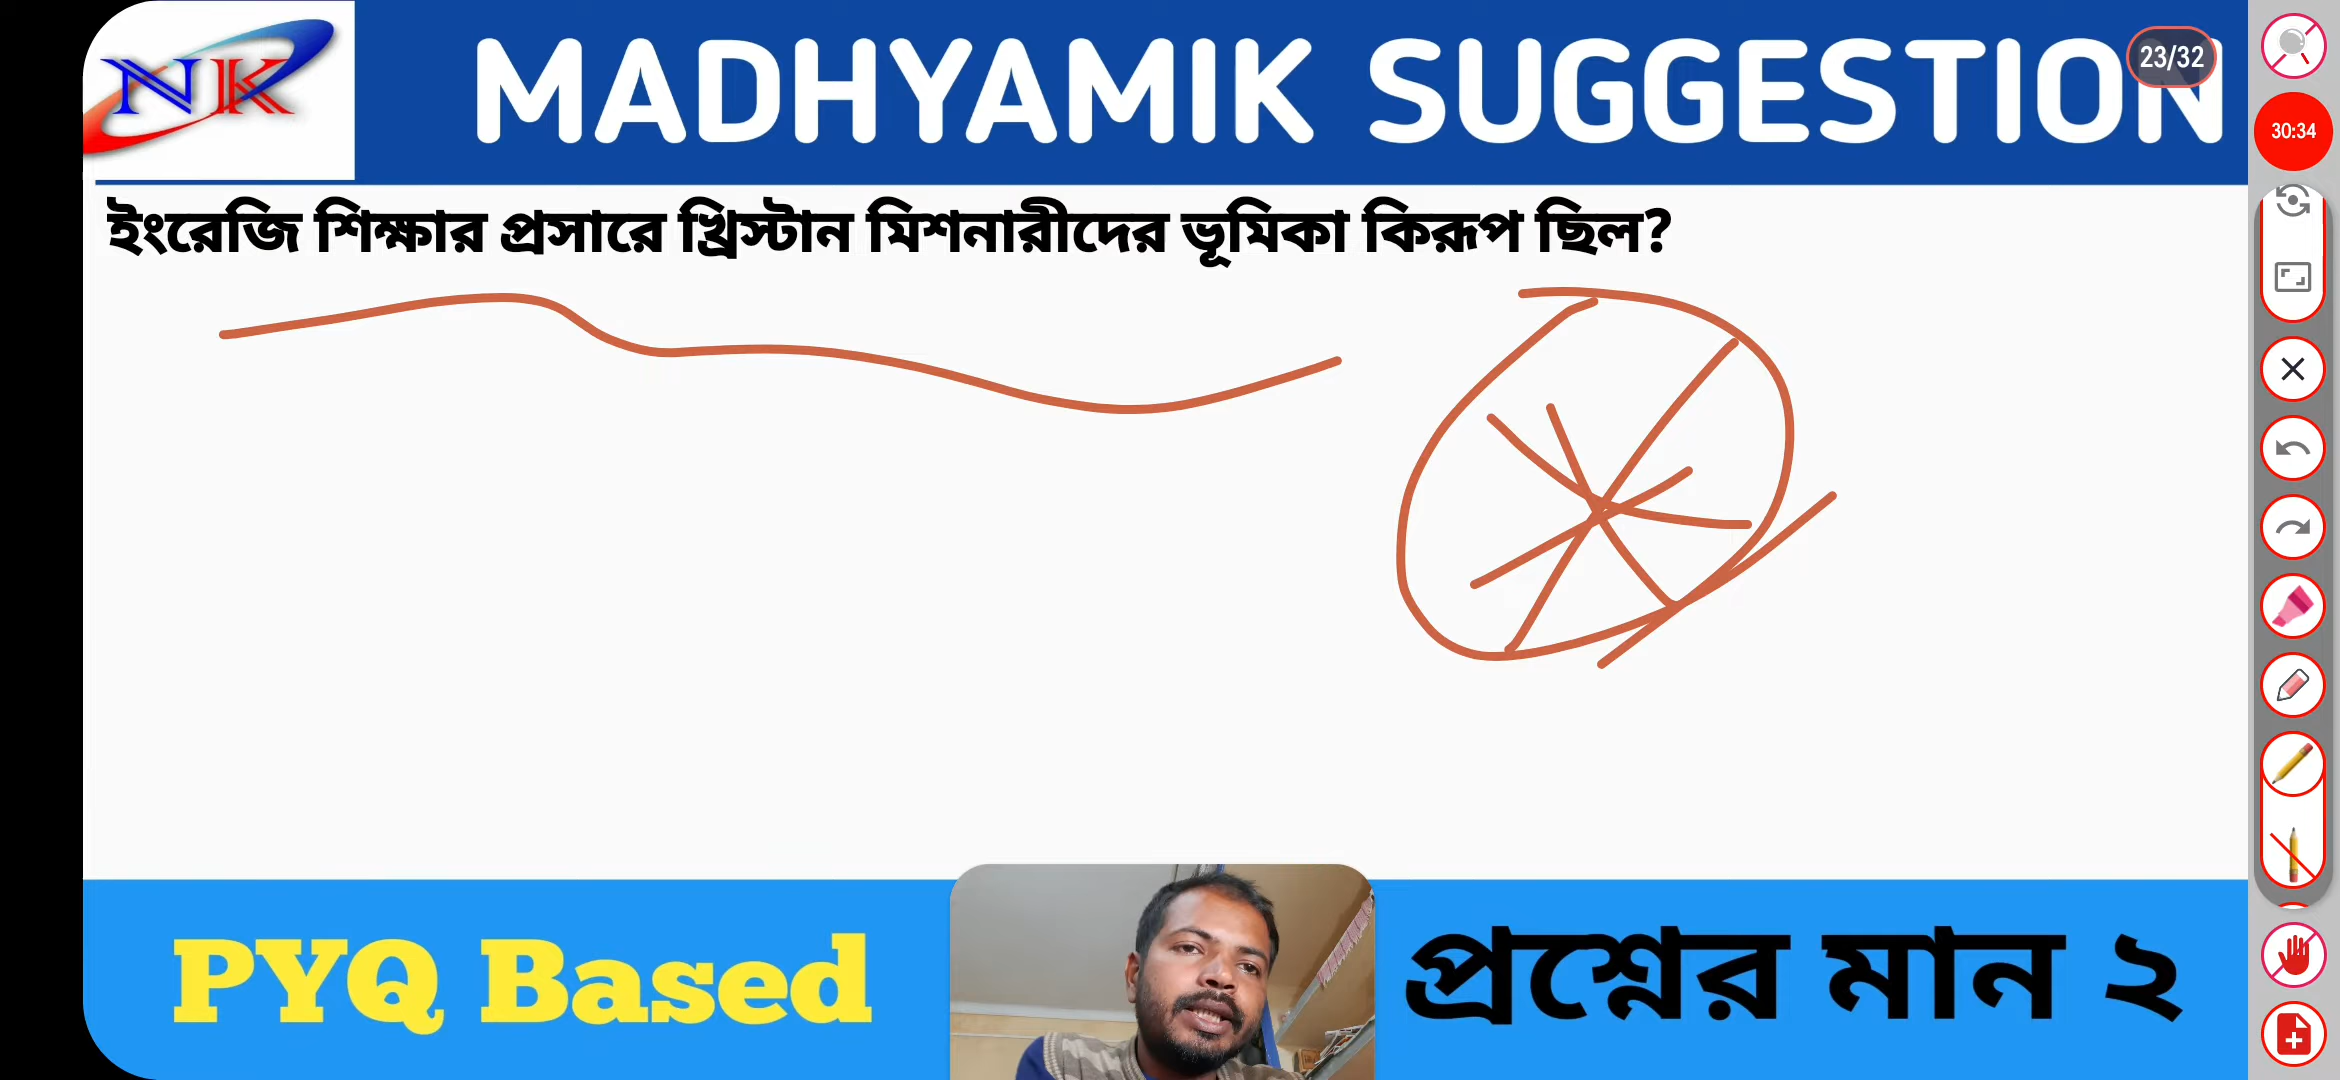 NK
MADHYAMIK SUGGESTION
23/32
30:34
ইংরেজি শিক্ষার প্রসারে খ্রিস্টান মিশনারীদের ভূমিকা কিরূপ ছিল?
PYQ Based
প্রশ্নের মান ২